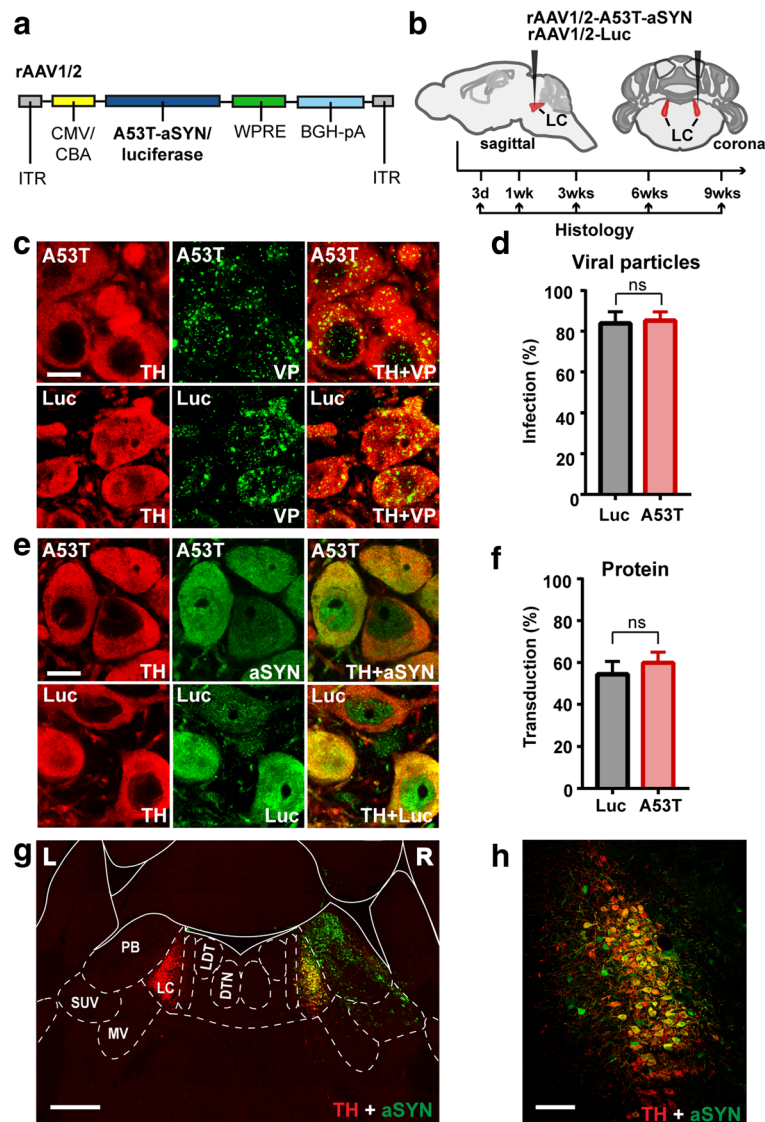 a
rAAV1/2
CMV/
CBA
A53T-aSYN/
luciferase
WPRE
BGH-pA
ITR
ITR
b
rAAV1/2-A53T-aSYN
rAAV1/2-Luc
LC
LC
sagittal
corona
3d
1wk
3wks
6wks
9wks
Histology
c
A53T
TH
A53T
VP
A53T
TH+VP
Luc
TH
Luc
VP
Luc
TH+VP
d
Viral particles
ns
Infection (%)
100
80
60
40
20
0
Luc
A53T
e
A53T
TH
A53T
aSYN
A53T
TH+aSYN
Luc
TH
Luc
Luc
TH+Luc
f
Protein
ns
Transduction (%)
100
80
60
40
20
0
Luc
A53T
g
L
R
PB
LDT
LC
DTN
SUV
MV
TH + aSYN
h
TH + aSYN